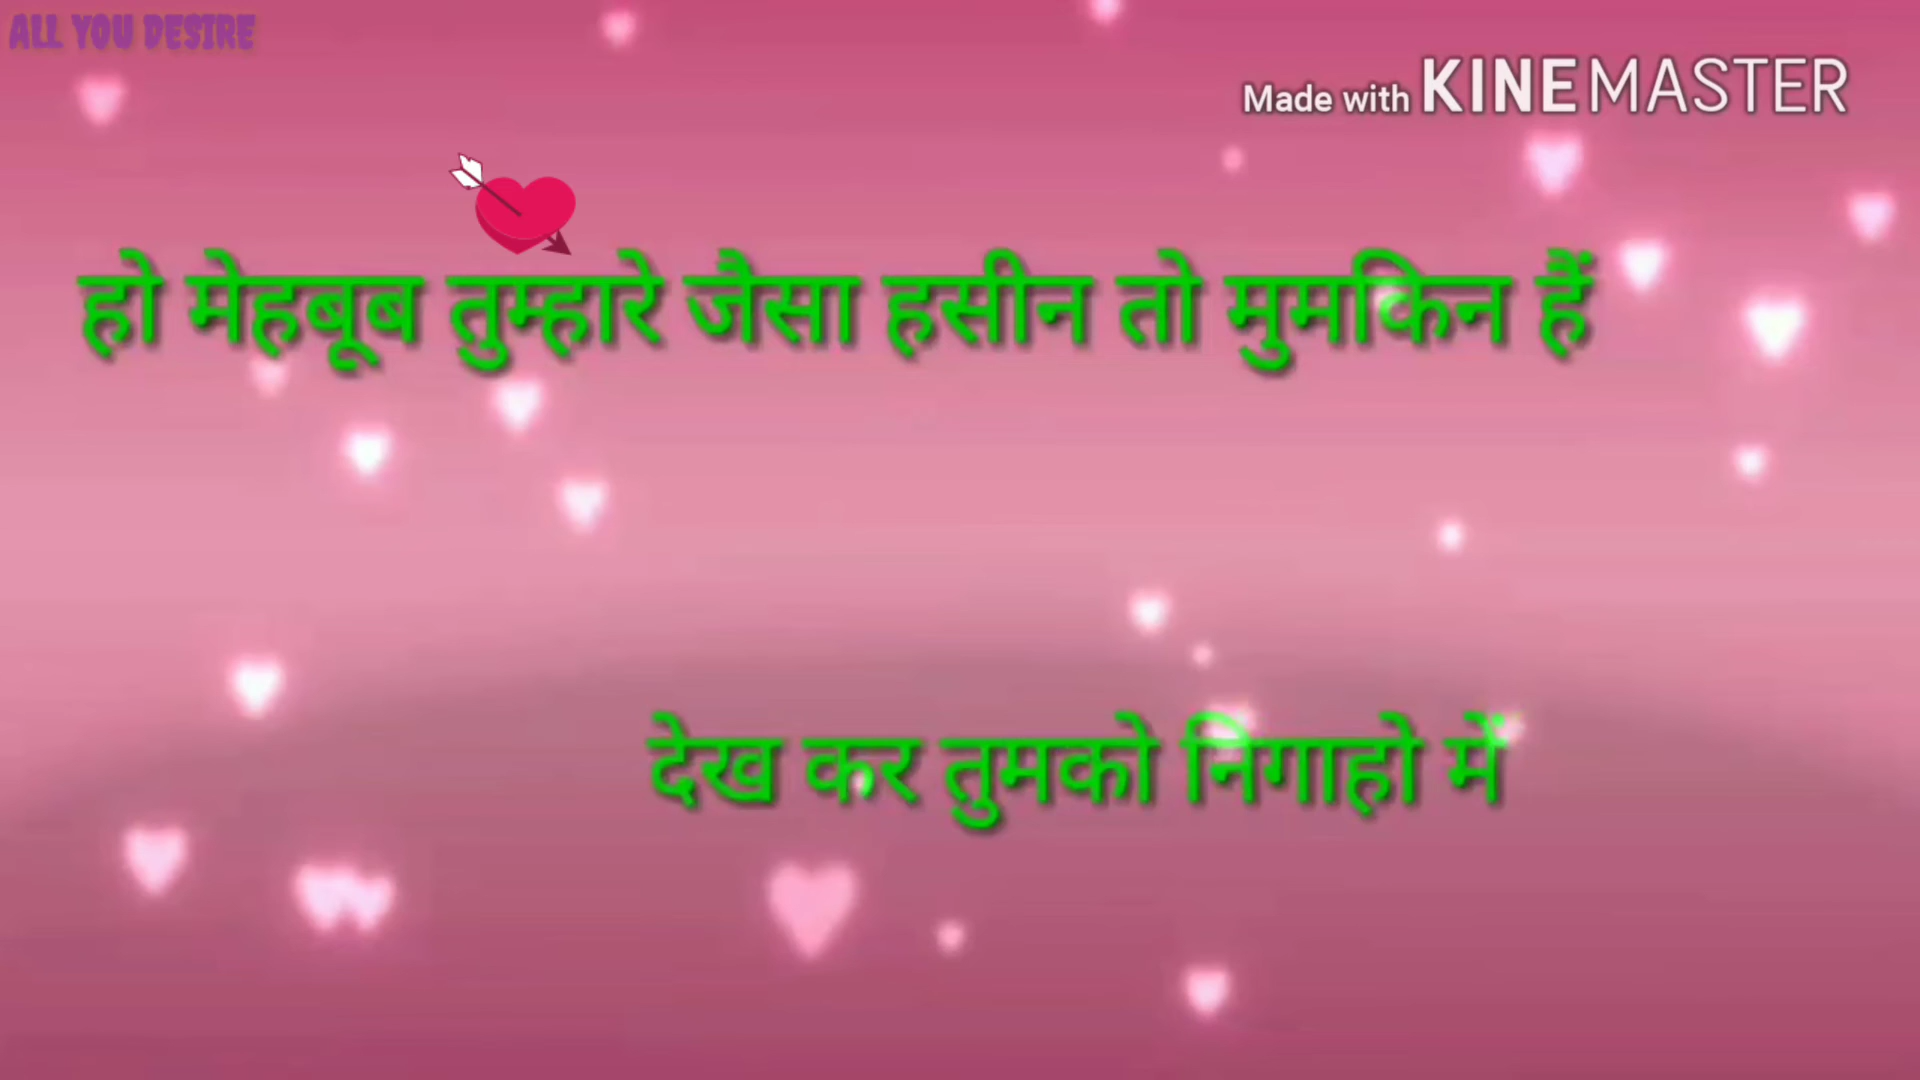 ALL YOU DESIRE
Made with KINEMASTER
हो मेहबूब तुम्हारे जैसा हसीन तो मुमकिन हैं
देख कर तुमको निगाहो में